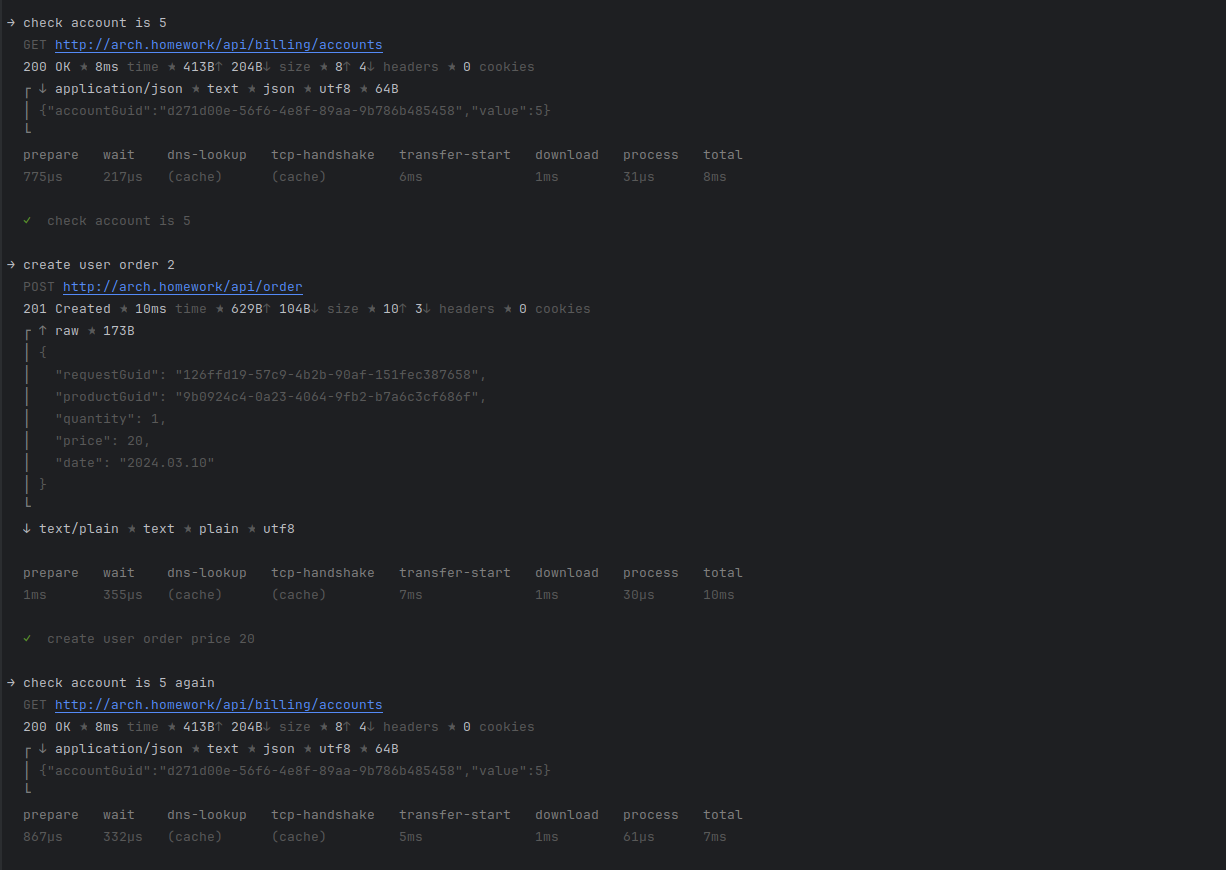 → check account is 5
GET http://arch.homework/api/billing/accounts
200 OK ★ 8ms time ★ 413B↑ 204B↓ size ★ 8↑ 4↓ headers ★ 0 cookies
┌ ↓ application/json ★ text ★ json ★ utf8 ★ 64B
│ {"accountGuid":"d271d00e-56f6-4e8f-89aa-9b786b485458","value":5}
└
prepare wait dns-lookup tcp-handshake transfer-start download process total
775µs 217µs (cache) (cache) 6ms 1ms 31µs 8ms
✓ check account is 5
→ create user order 2
POST http://arch.homework/api/order
201 Created ★ 10ms time ★ 629B↑ 104B↓ size ★ 10↑ 3↓ headers ★ 0 cookies
┌ ↑ raw ★ 173B
│ {
│ "requestGuid": "126ffd19-57c9-4b2b-90af-151fec387658",
│ "productGuid": "9b0924c4-0a23-4064-9fb2-b7a6c3cf686f",
│ "quantity": 1,
│ "price": 20,
│ "date": "2024.03.10"
│ }
└
↓ text/plain ★ text ★ plain ★ utf8
prepare wait dns-lookup tcp-handshake transfer-start download process total
1ms 355µs (cache) (cache) 7ms 1ms 30µs 10ms
✓ create user order price 20
→ check account is 5 again
GET http://arch.homework/api/billing/accounts
200 OK ★ 8ms time ★ 413B↑ 204B↓ size ★ 8↑ 4↓ headers ★ 0 cookies
┌ ↓ application/json ★ text ★ json ★ utf8 ★ 64B
│ {"accountGuid":"d271d00e-56f6-4e8f-89aa-9b786b485458","value":5}
└
prepare wait dns-lookup tcp-handshake transfer-start download process total
867µs 332µs (cache) (cache) 5ms 1ms 61µs 7ms